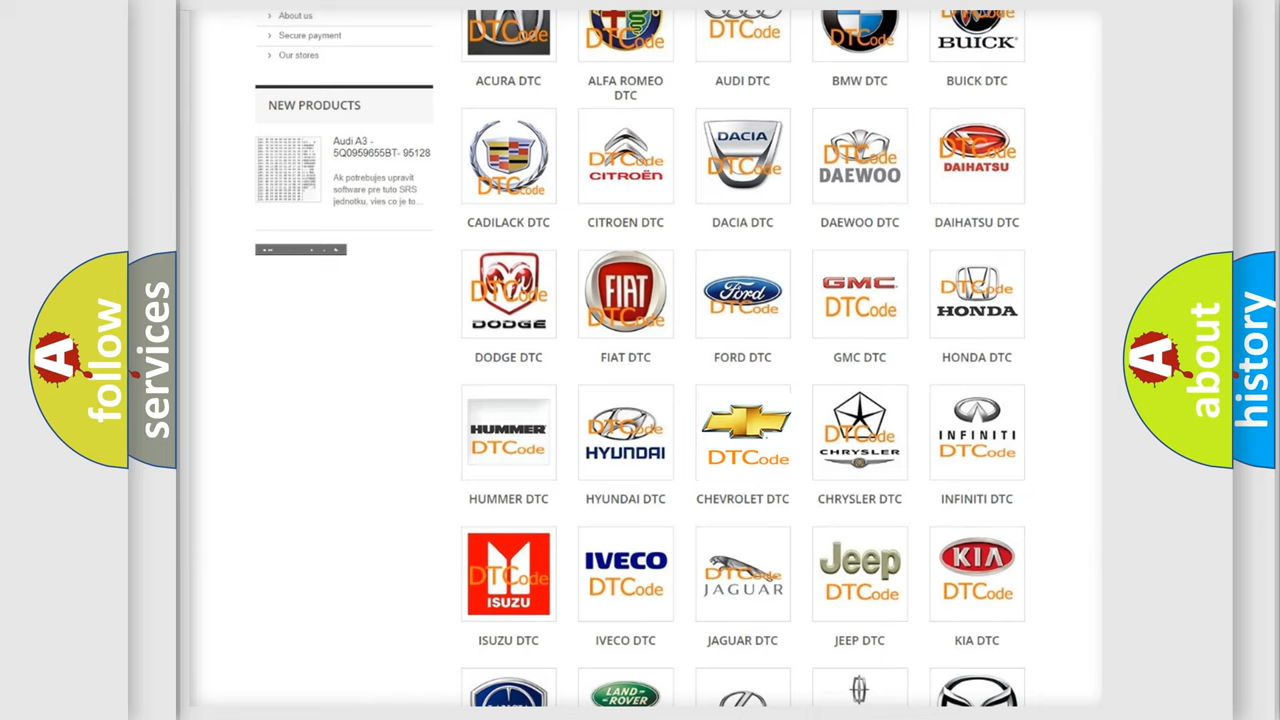 About us
Secure payment
Our stores
NEW PRODUCTS
Audi A3 -
5Q0959655BT- 95128
Ak potrebujes upravit
software pre tuto SRS
jednotku, vies co je to...
DTCode DTCode DTCode DTCode BUICK
ACURA DTC ALFA ROMEO DTC AUDI DTC BMW DTC BUICK DTC
DTCode DTCode CITROËN DACIA DTCode DTCode DAEWOO DTCode DAIHATSU
CADILACK DTC CITROEN DTC DACIA DTC DAEWOO DTC DAIHATSU DTC
DTCode DODGE FIAT DTCode Ford DTCode GMC DTCode DTCode HONDA
DODGE DTC FIAT DTC FORD DTC GMC DTC HONDA DTC
HUMMER DTCode DTCode HYUNDAI DTCode DTCode CHRYSLER INFINITI DTCode
HUMMER DTC HYUNDAI DTC CHEVROLET DTC CHRYSLER DTC INFINITI DTC
DTCode ISUZU IVECO DTCode DTCode JAGUAR Jeep DTCode KIA DTCode
ISUZU DTC IVECO DTC JAGUAR DTC JEEP DTC KIA DTC
LAND-
ROVER
A follow
services
A about
history